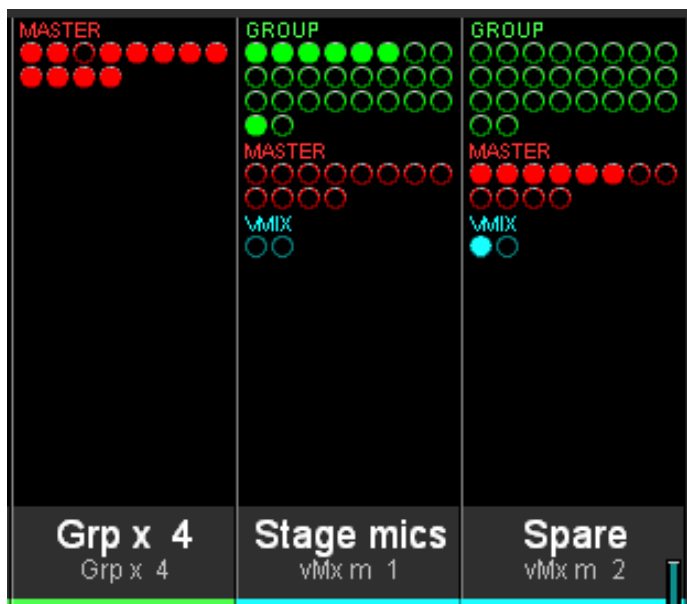 MASTER
Grp x 4
Grp x 4
GROUP
MASTER
VMIX
Stage mics
vMx m 1
GROUP
MASTER
VMIX
Spare
vMx m 2